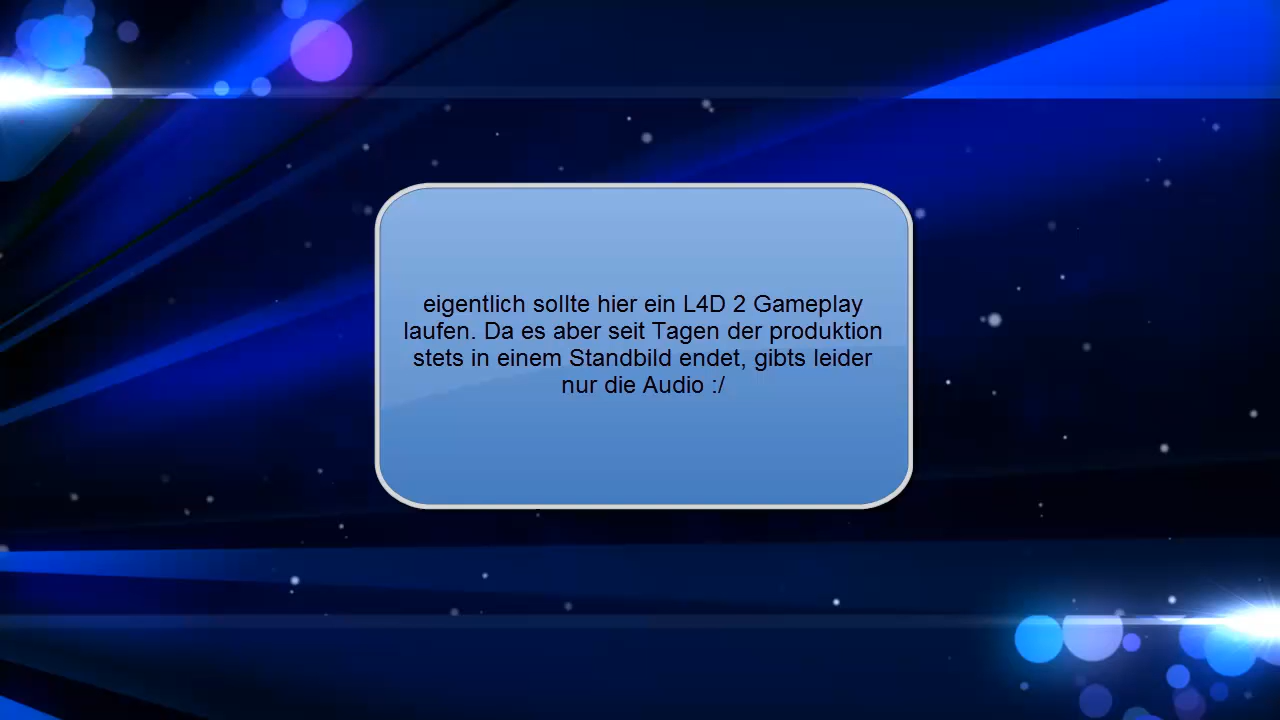 eigentlich sollte hier ein L4D 2 Gameplay
laufen. Da es aber seit Tagen der produktion
stets in einem Standbild endet, gibts leider
nur die Audio :/